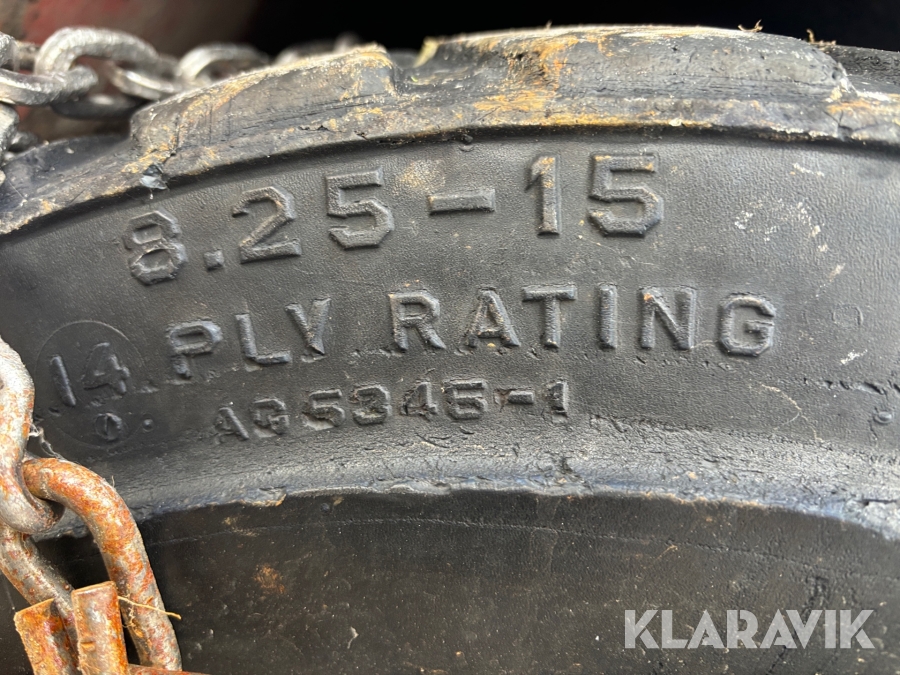 8.25-15
14 PLY RATING
AG5345-1
KLARAVIK